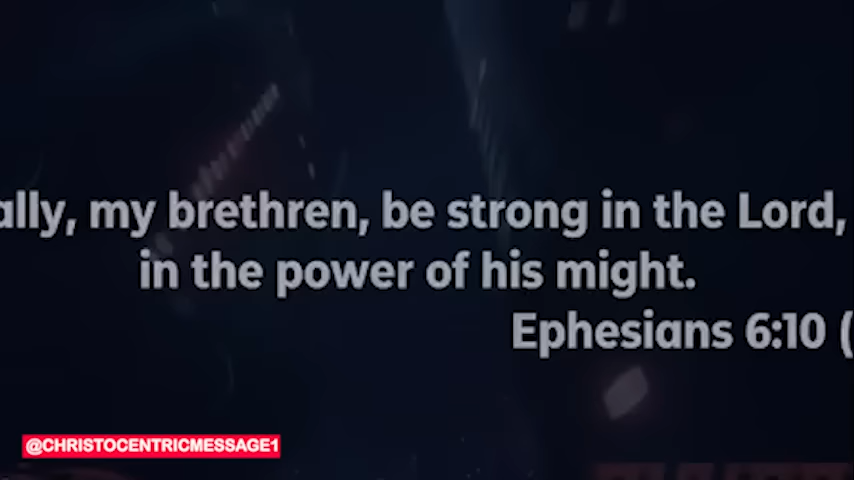 ally, my brethren, be strong in the Lord,
in the power of his might.
Ephesians 6:10 (
@CHRISTOCENTRICMESSAGE1